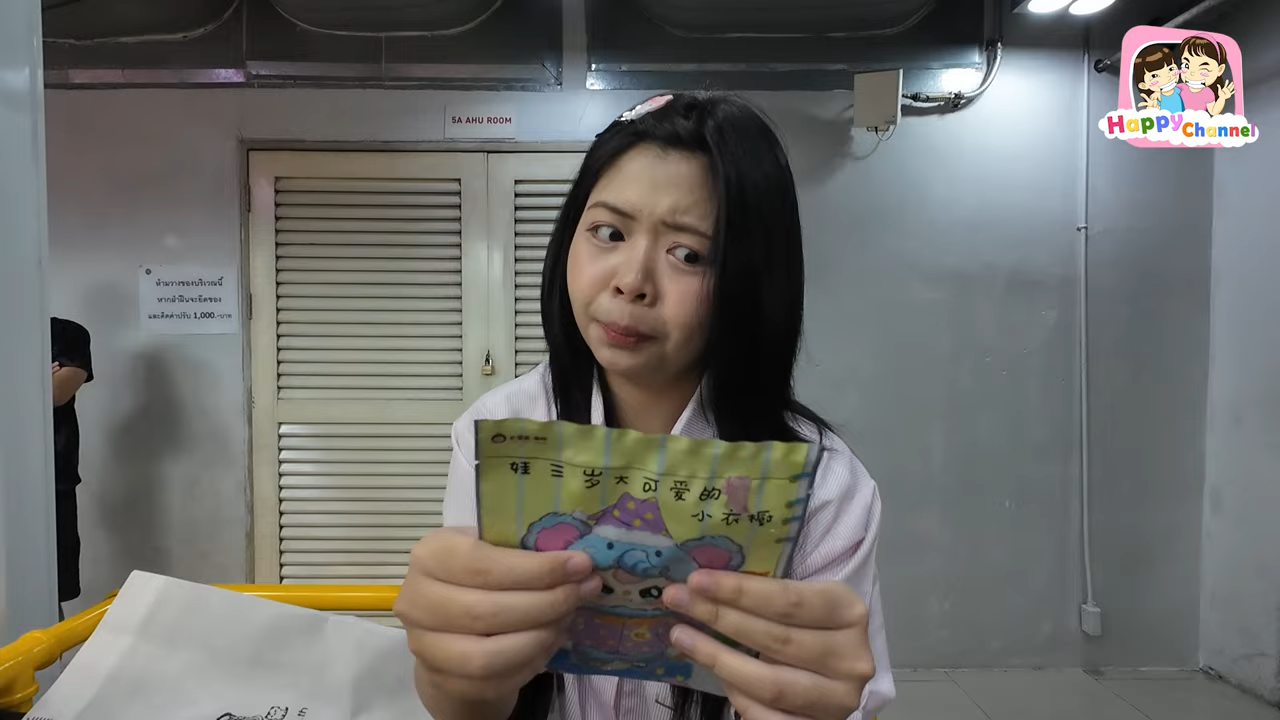 5A AHU ROOM
Happy Channel
ห้ามวางของบริเวณนี้
หากฝ่าฝืนจะยึดของ
และคิดค่าปรับ 1,000.-บาท
娃三岁大可爱的
小衣橱